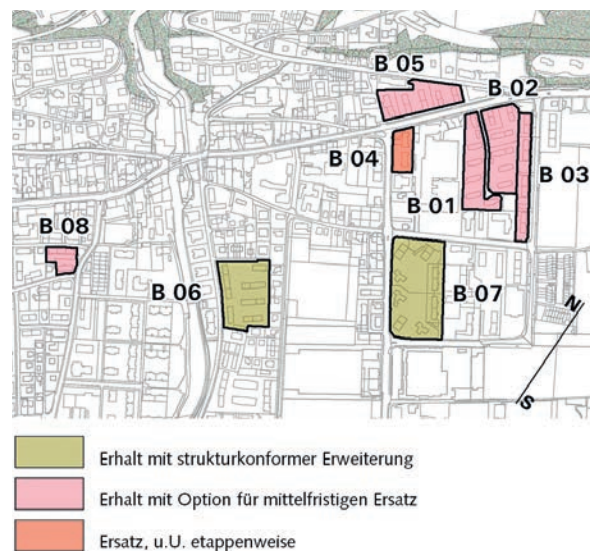 B 05
B 02
B 04
B 03
B 01
B 08
B 06
B 07
N
S
Erhalt mit strukturkonformer Erweiterung
Erhalt mit Option für mittelfristigen Ersatz
Ersatz, u.U. etappenweise